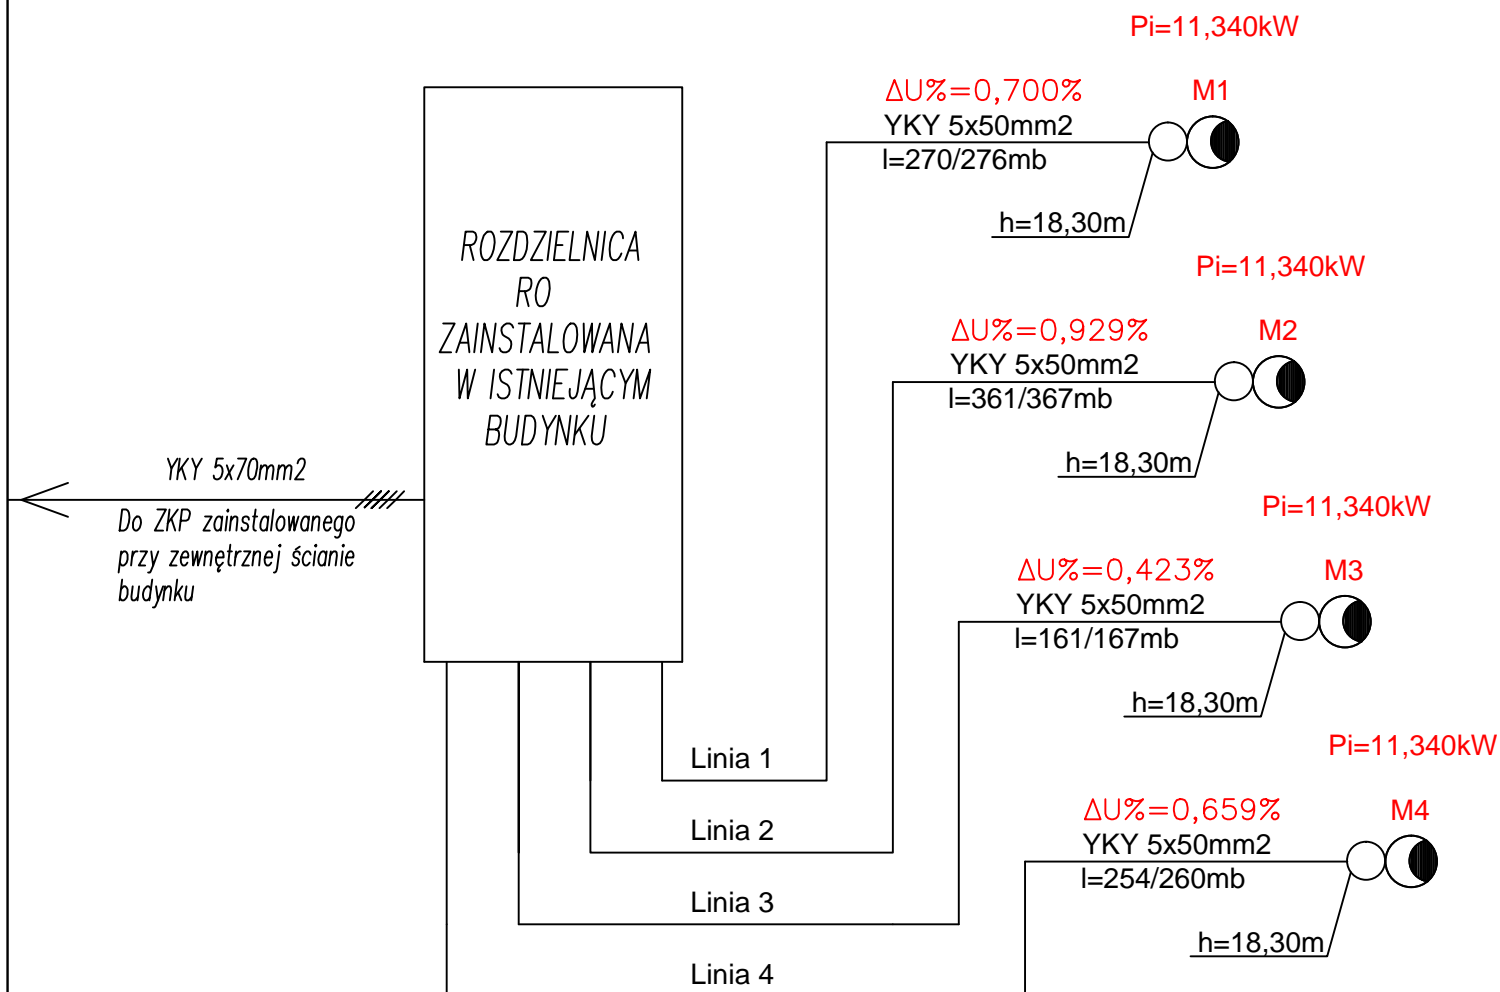 Pi=11,340kW
ΔU%=0,700%
M1
YKY 5x50mm2
l=270/276mb
h=18,30m
ROZDZIELNICA
RO
ZAINSTALOWANA
W ISTNIEJĄCYM
BUDYNKU
Pi=11,340kW
ΔU%=0,929%
M2
YKY 5x50mm2
l=361/367mb
h=18,30m
YKY 5x70mm2
Do ZKP zainstalowanego
przy zewnętrznej ścianie
budynku
Pi=11,340kW
ΔU%=0,423%
M3
YKY 5x50mm2
l=161/167mb
h=18,30m
Pi=11,340kW
ΔU%=0,659%
M4
YKY 5x50mm2
l=254/260mb
h=18,30m
Linia 1
Linia 2
Linia 3
Linia 4